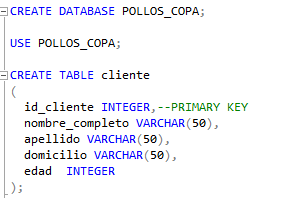 CREATE DATABASE POLLOS_COPA;
USE POLLOS_COPA;
CREATE TABLE cliente
(
id_cliente INTEGER,--PRIMARY KEY
nombre_completo VARCHAR(50),
apellido VARCHAR(50),
domicilio VARCHAR(50),
edad  INTEGER
);